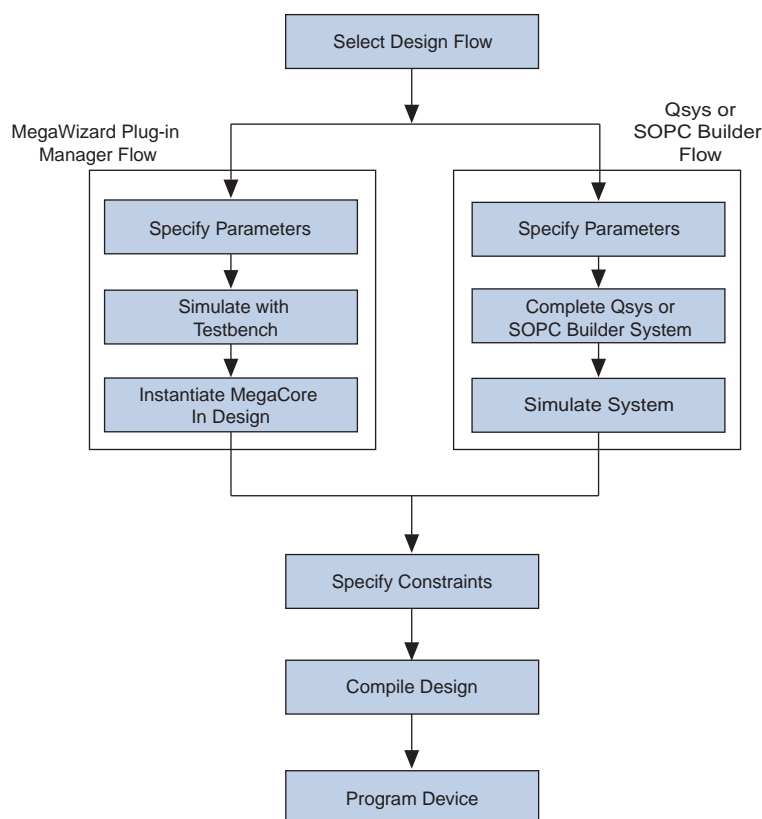 Select Design Flow
MegaWizard Plug-in
Manager Flow
Qsys or
SOPC Builder
Flow
Specify Parameters
Simulate with
Testbench
Instantiate MegaCore
In Design
Specify Parameters
Complete Qsys or
SOPC Builder System
Simulate System
Specify Constraints
Compile Design
Program Device